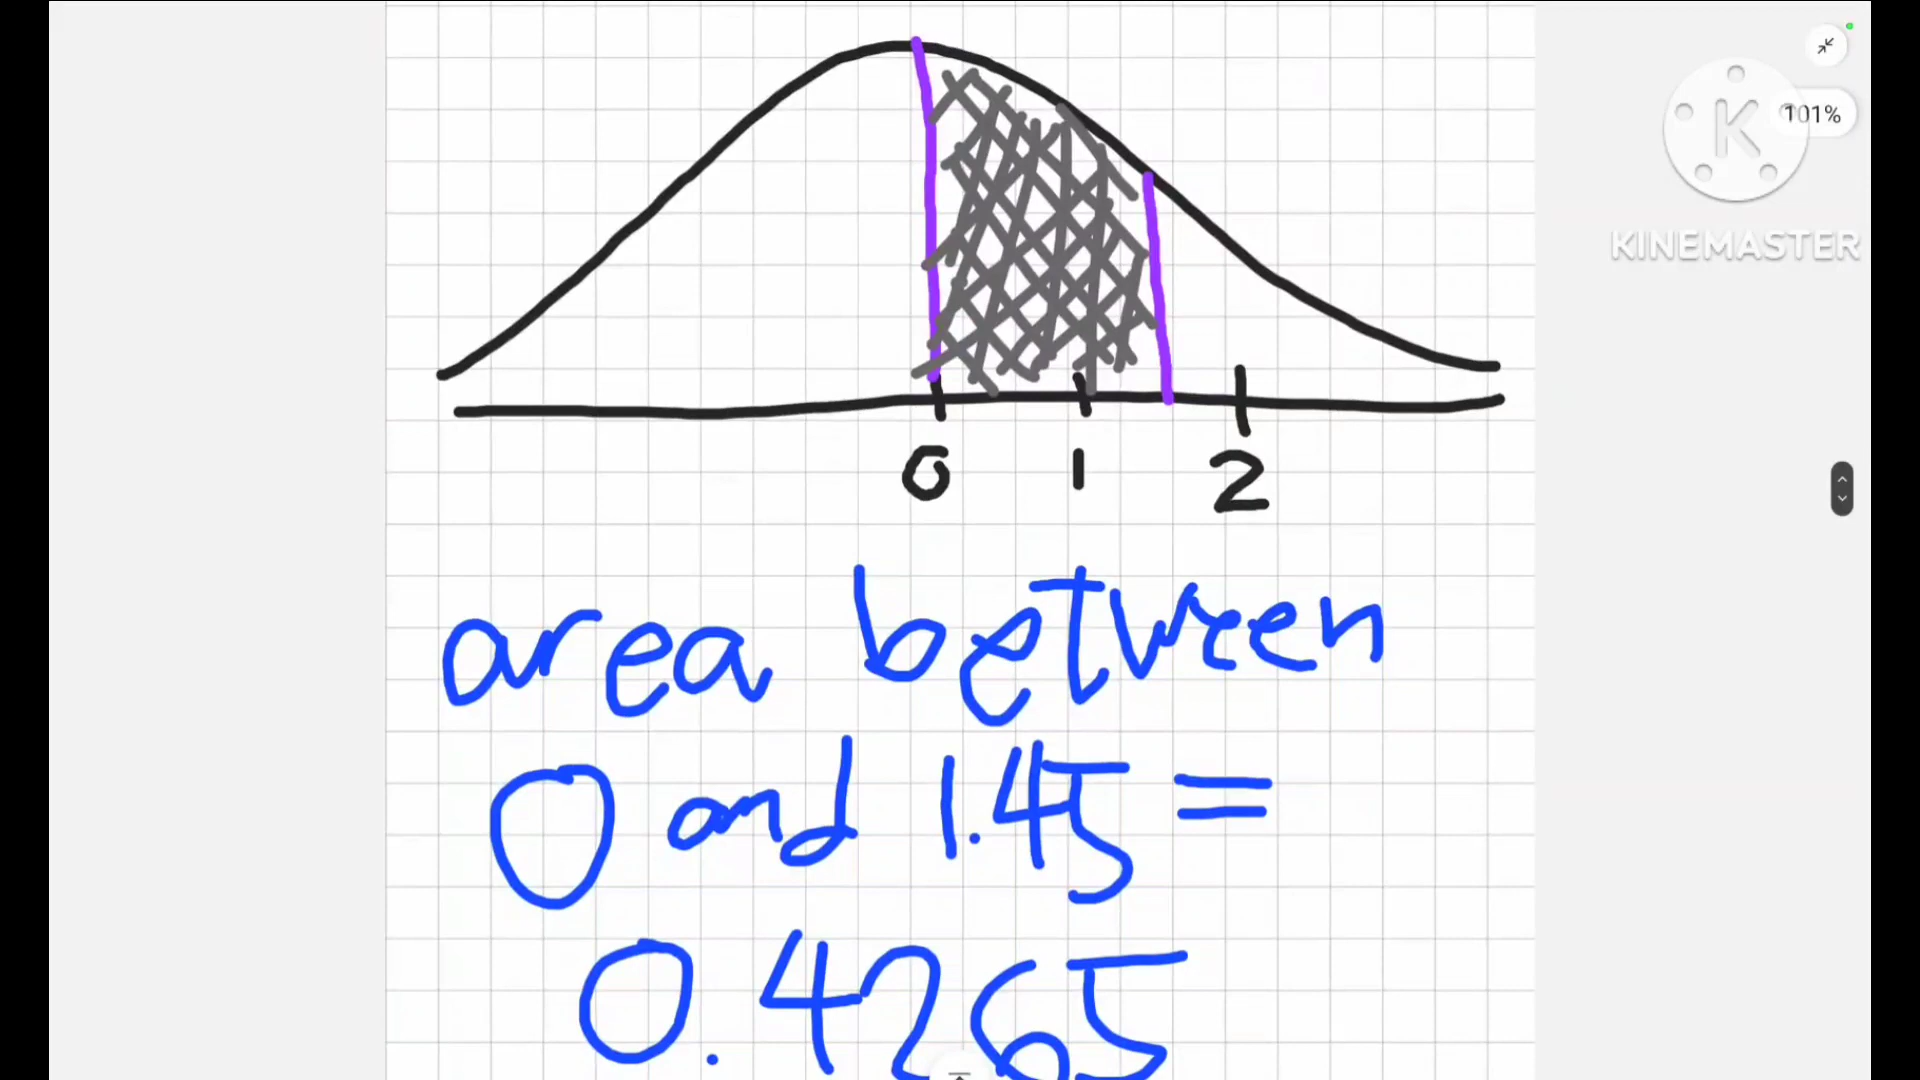 101%
KINEMASTER
0 1 2
area between
0 and 1.45 =
0.4265